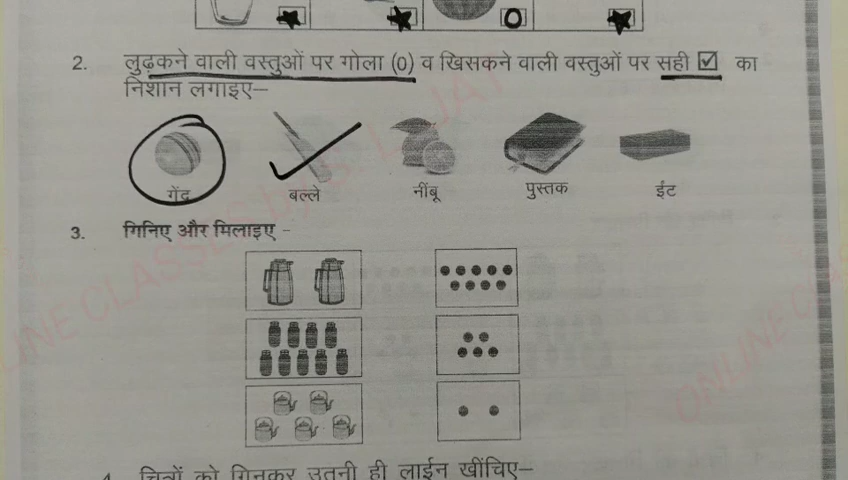 2. लुढ़कने वाली वस्तुओं पर गोला (0) व खिसकने वाली वस्तुओं पर सही ☑ का
निशान लगाइए–
गेंद बल्ले नींबू पुस्तक ईंट
3. गिनिए और मिलाइए -
4. चित्रों को गिनकर उतनी ही लाईन खींचिए–